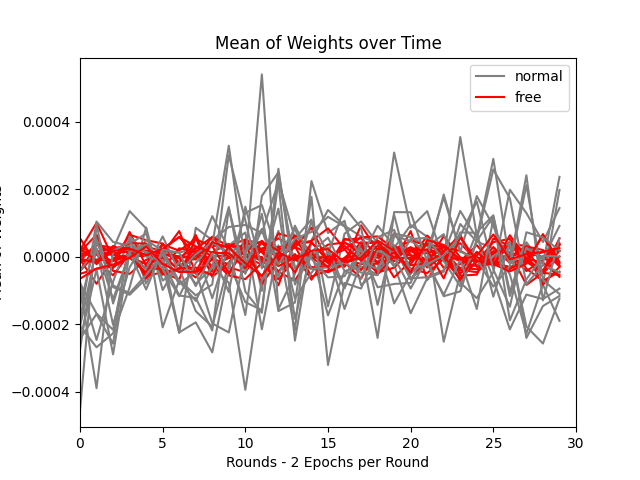 Mean of Weights over Time
normal
free
0.0004
0.0002
0.0000
−0.0002
−0.0004
0 5 10 15 20 25 30
Rounds - 2 Epochs per Round